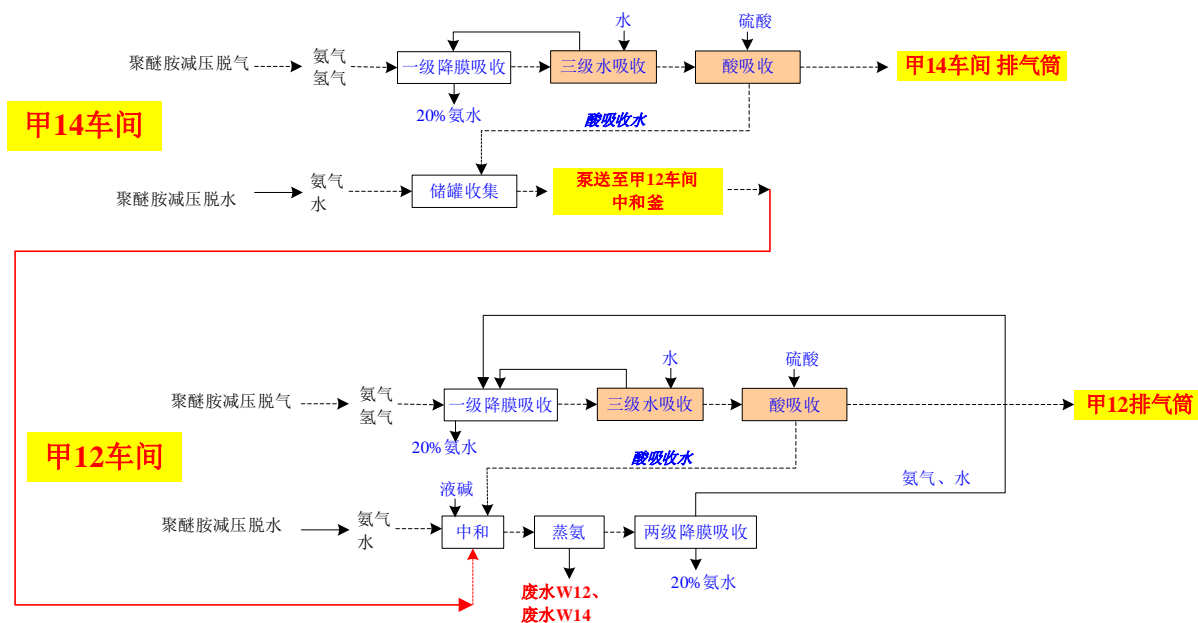 水
硫酸
聚醚胺减压脱气
氨气
氢气
一级降膜吸收
三级水吸收
酸吸收
甲14车间 排气筒
20%氨水
酸吸收水
甲14车间
聚醚胺减压脱水
氨气
水
储罐收集
泵送至甲12车间
中和釜
水
硫酸
聚醚胺减压脱气
氨气
氢气
一级降膜吸收
三级水吸收
酸吸收
甲12排气筒
20%氨水
酸吸收水
甲12车间
氨气、水
液碱
聚醚胺减压脱水
氨气
水
中和
蒸氨
两级降膜吸收
20%氨水
废水W12、
废水W14